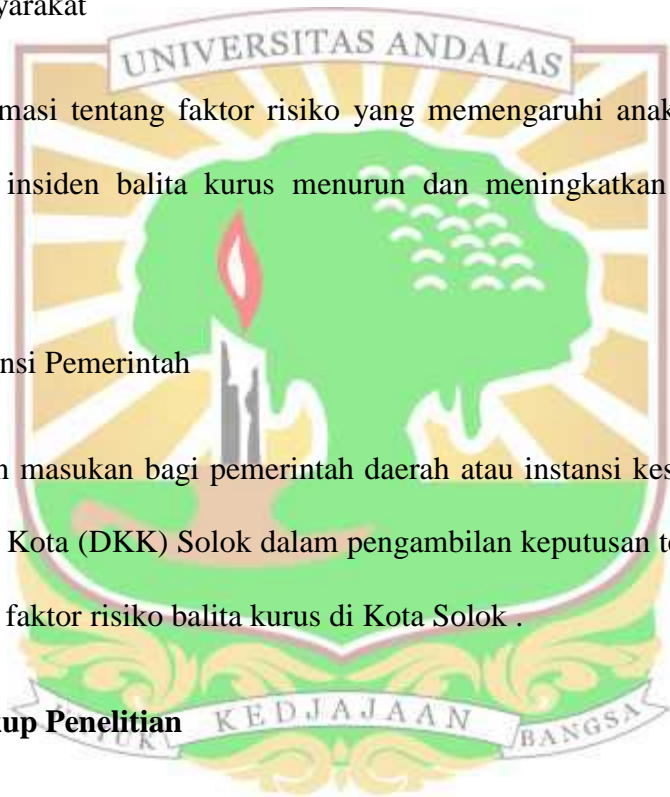 yarakat
UNIVERSITAS ANDALAS
masi tentang faktor risiko yang memengaruhi anak
insiden balita kurus menurun dan meningkatkan
nsi Pemerintah
n masukan bagi pemerintah daerah atau instansi kes
Kota (DKK) Solok dalam pengambilan keputusan te
faktor risiko balita kurus di Kota Solok .
kup Penelitian
UNTUK KEDJAJAAN BANGSA